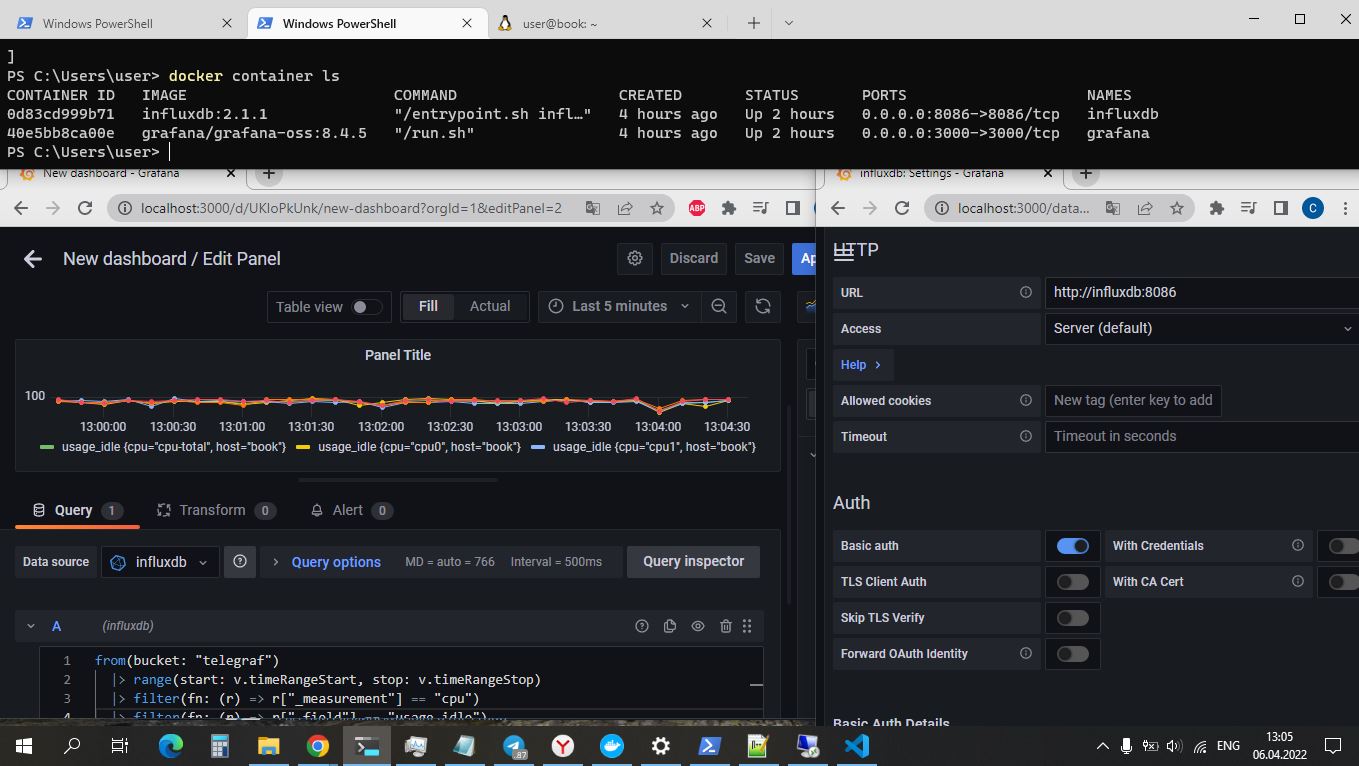 Windows PowerShell
Windows PowerShell
user@book: ~
]
PS C:\Users\user> docker container ls
CONTAINER ID IMAGE COMMAND CREATED STATUS PORTS NAMES
0d83cd999b71 influxdb:2.1.1 "/entrypoint.sh infl…" 4 hours ago Up 2 hours 0.0.0.0:8086->8086/tcp influxdb
40e5bb8ca00e grafana/grafana-oss:8.4.5 "/run.sh" 4 hours ago Up 2 hours 0.0.0.0:3000->3000/tcp grafana
PS C:\Users\user>
New dashboard - Grafana
localhost:3000/d/UKIoPkUnk/new-dashboard?orgId=1&editPanel=2
ABP
New dashboard / Edit Panel
Discard
Save
Ap
Table view
Fill
Actual
Last 5 minutes
Panel Title
100
13:00:00 13:00:30 13:01:00 13:01:30 13:02:00 13:02:30 13:03:00 13:03:30 13:04:00 13:04:30
usage_idle {cpu="cpu-total", host="book"} usage_idle {cpu="cpu0", host="book"} usage_idle {cpu="cpu1", host="book"}
Query 1
Transform 0
Alert 0
Data source
influxdb
Query options
MD = auto = 766
Interval = 500ms
Query inspector
A
(influxdb)
1 from(bucket: "telegraf")
2 |> range(start: v.timeRangeStart, stop: v.timeRangeStop)
3 |> filter(fn: (r) => r["_measurement"] == "cpu")
4 |> filter(fn: (r) => r["_field"] == "usage_idle")
influxdb: Settings - Grafana
localhost:3000/data...
C
HTTP
URL
http://influxdb:8086
Access
Server (default)
Help
Allowed cookies
New tag (enter key to add
Timeout
Timeout in seconds
Auth
Basic auth
With Credentials
TLS Client Auth
With CA Cert
Skip TLS Verify
Forward OAuth Identity
Basic Auth Details
87
ENG
13:05
06.04.2022